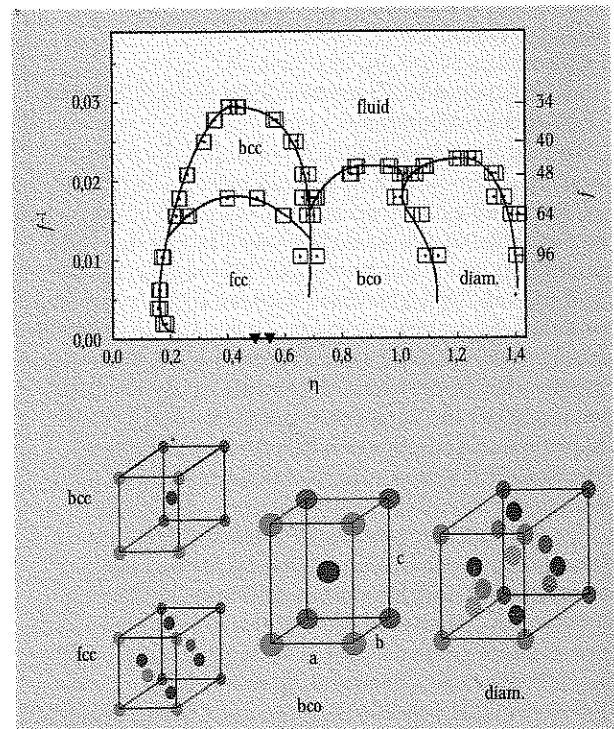 0,03
0,02
0,01
0,00
f⁻¹
fluid
bcc
fcc
bco
diam.
34
40
48
64
96
f
0.0 0.2 0.4 0.6 0.8 1.0 1,2 1,4
η
bcc
fcc
a
b
c
bco
diam.